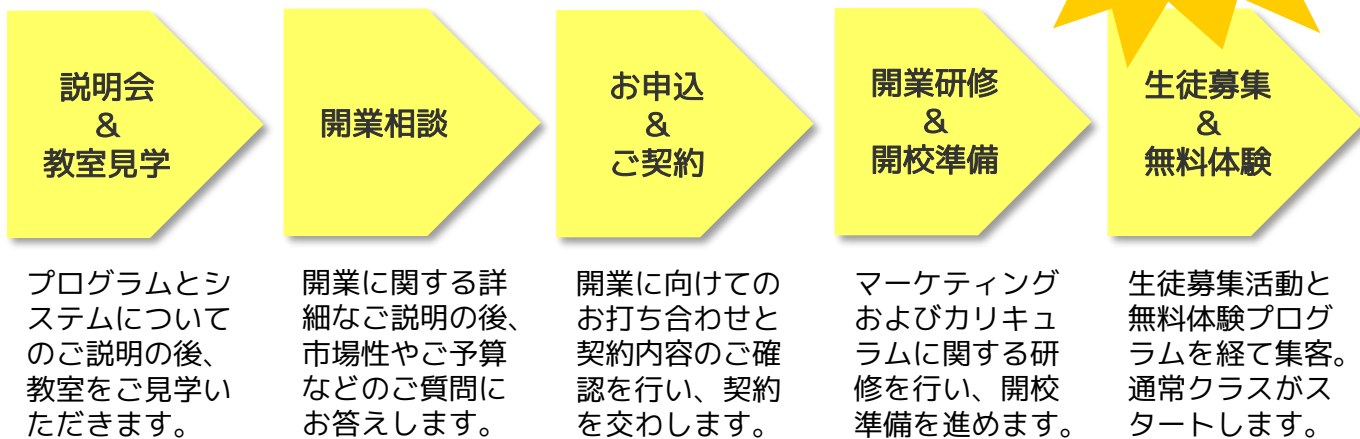 説明会
&
教室見学
開業相談
お申込
&
ご契約
開業研修
&
開校準備
生徒募集
&
無料体験
プログラムとシ
ステムについて
のご説明の後、
教室をご見学い
ただきます。
開業に関する詳
細なご説明の後、
市場性やご予算
などのご質問に
お答えします。
開業に向けての
お打ち合わせと
契約内容のご確
認を行い、契約
を交わします。
マーケティング
およびカリキュ
ラムに関する研
修を行い、開校
準備を進めます。
生徒募集活動と
無料体験プログ
ラムを経て集客。
通常クラスがス
タートします。